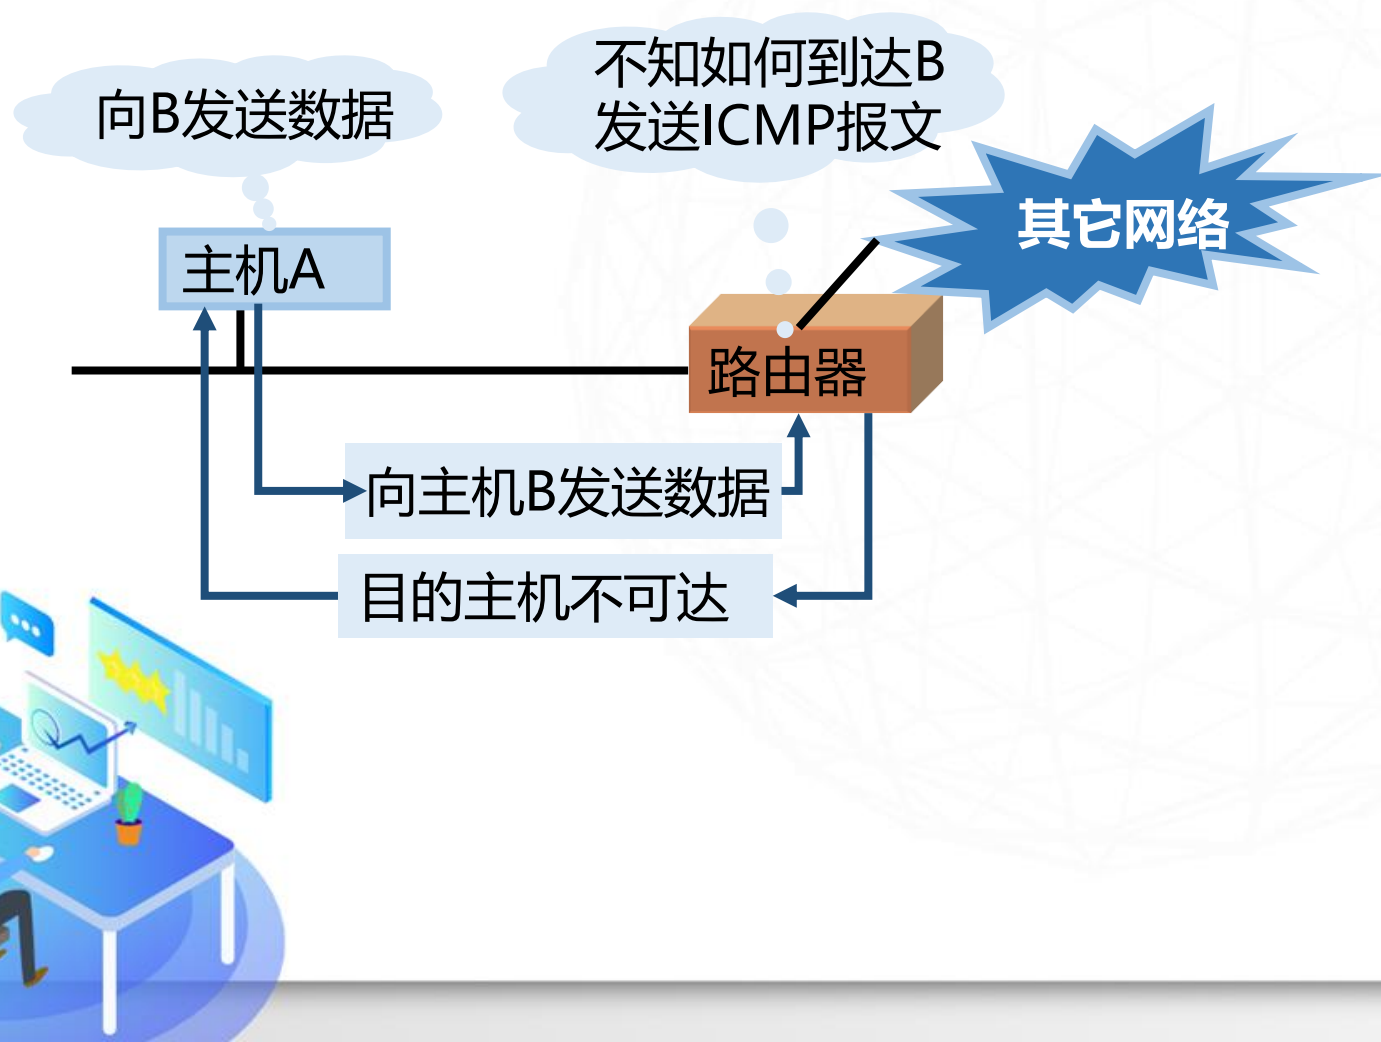 不知如何到达B
发送ICMP报文
向B发送数据
其它网络
主机A
路由器
向主机B发送数据
目的主机不可达